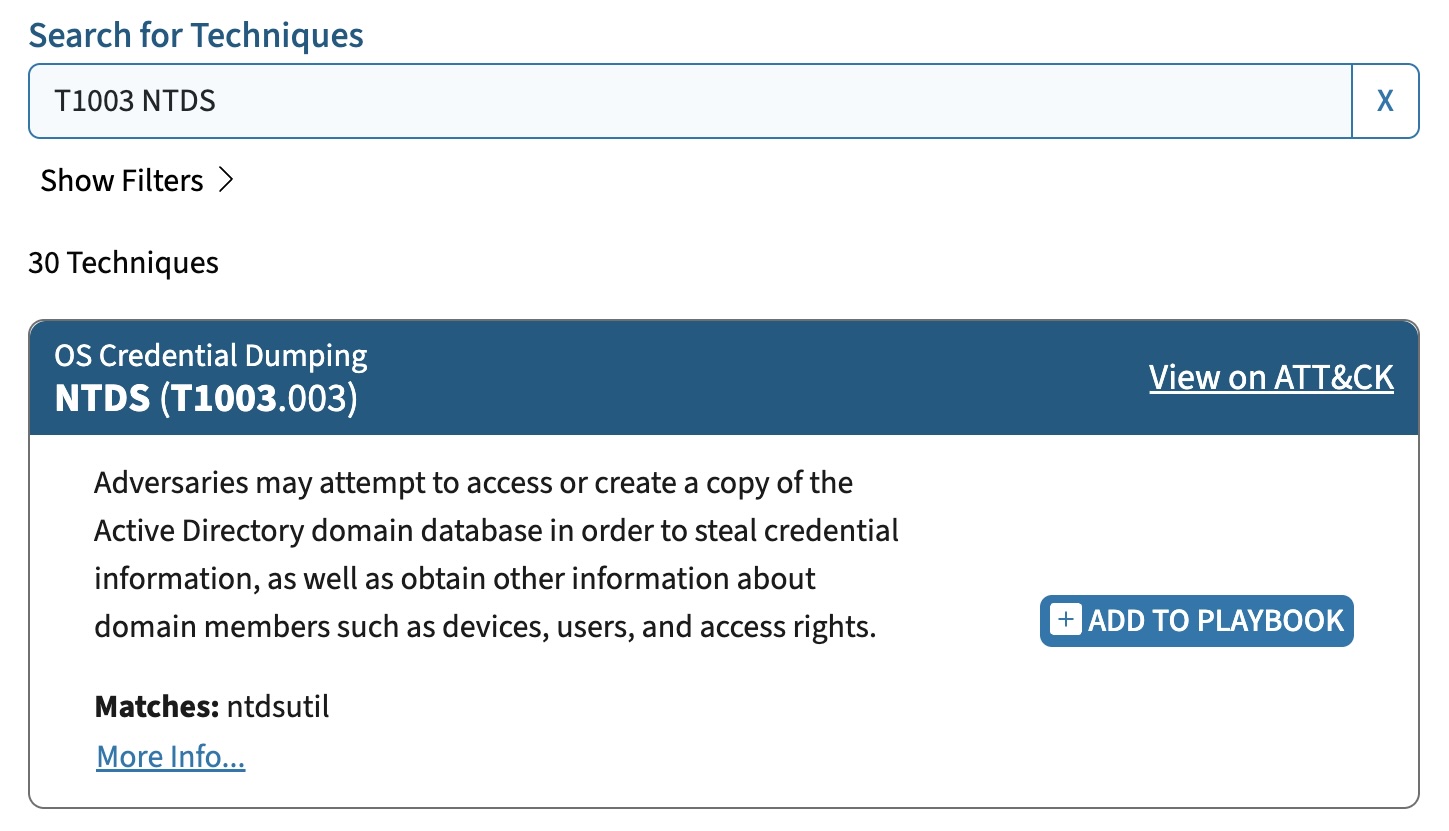 Search for Techniques
T1003 NTDS
X
Show Filters
30 Techniques
OS Credential Dumping
NTDS (T1003.003)
View on ATT&CK
Adversaries may attempt to access or create a copy of the
Active Directory domain database in order to steal credential
information, as well as obtain other information about
domain members such as devices, users, and access rights.
ADD TO PLAYBOOK
Matches: ntdsutil
More Info...